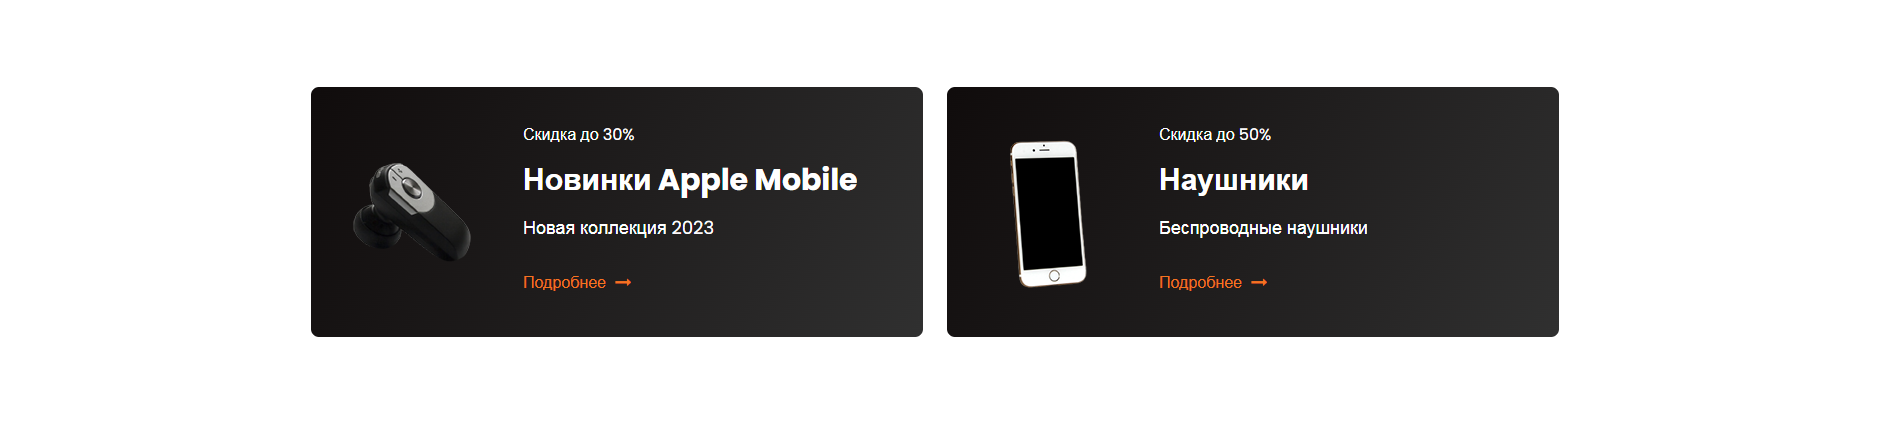 Скидка до 30%
Новинки Apple Mobile
Новая коллекция 2023
Подробнее
Скидка до 50%
Наушники
Беспроводные наушники
Подробнее